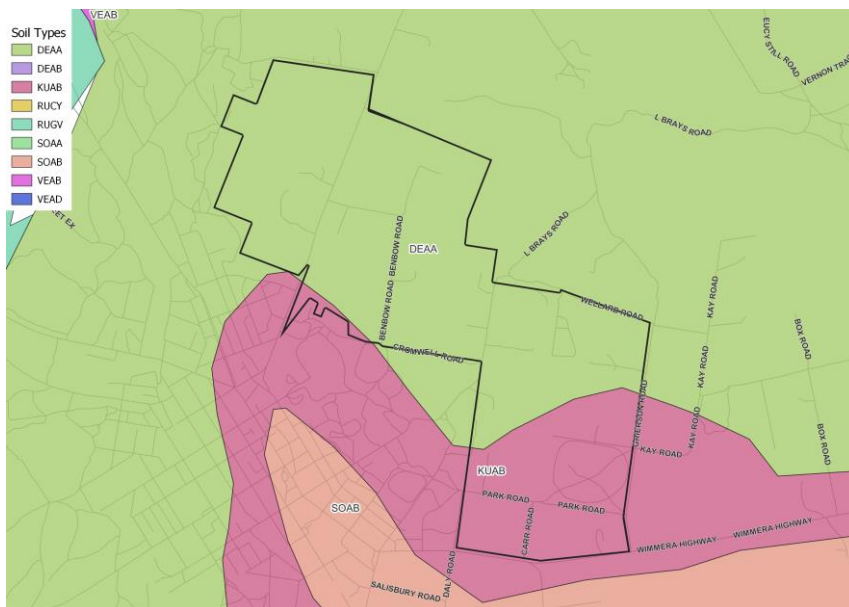 VEAB
Soil Types
DEAA
DEAB
KUAB
RUCY
RUGV
SOAA
SOAB
VEAB
VEAD
EUCY STILL ROAD
L BRAYS ROAD
BENBOW ROAD
DEAA
L BRAYS ROAD
BENBOW ROAD
CROMWELL ROAD
WELLARD ROAD
KAY ROAD
KAY ROAD
BOX ROAD
GRIERSON ROAD
KAY ROAD
KAY ROAD
BOX ROAD
KUAB
SOAB
PARK ROAD
PARK ROAD
CARR ROAD
WIMMERA HIGHWAY
WIMMERA HIGHWAY
DALY ROAD
SALISBURY ROAD